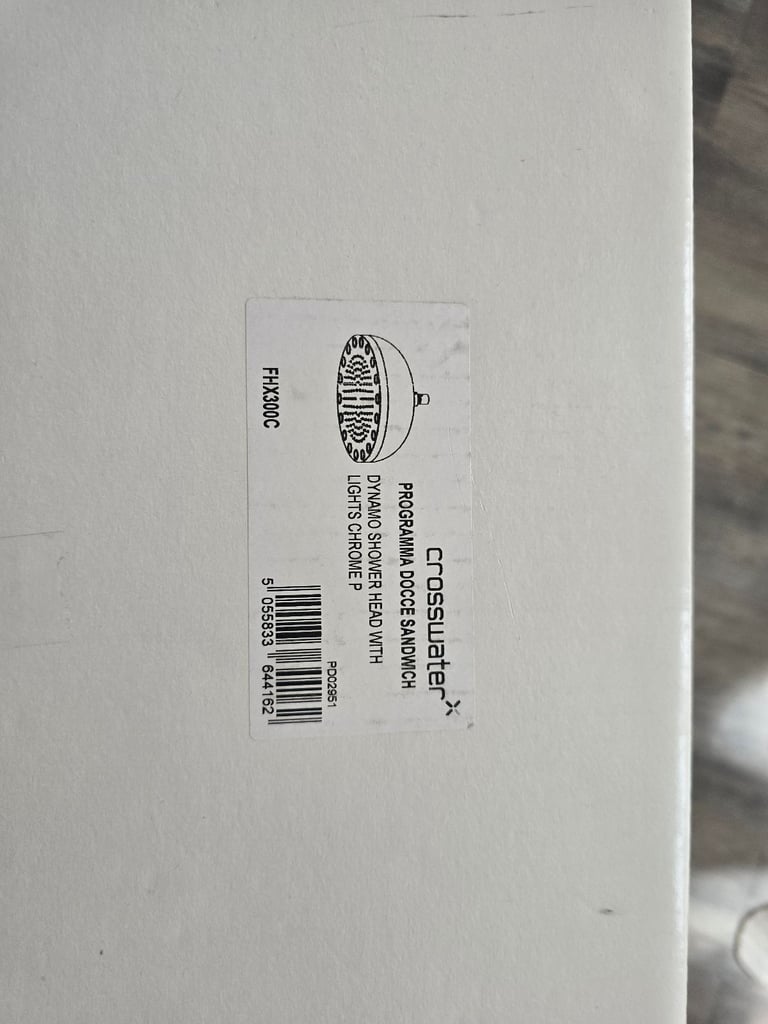 crosswater
PROGRAMMA DOCCE SANDWICH
DYNAMO SHOWER HEAD WITH
LIGHTS CHROME P
PD02951
5 055833 644162
FHX300C